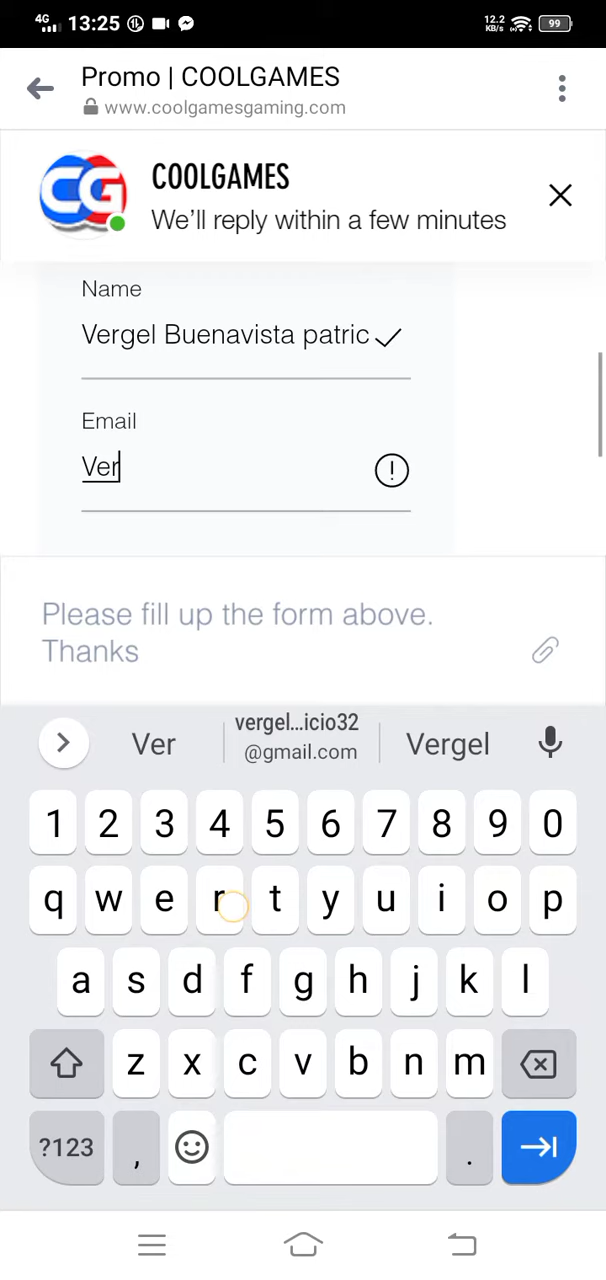 4G 13:25 12.2 KB/s 99
Promo | COOLGAMES
www.coolgamesgaming.com
CG
COOLGAMES
We'll reply within a few minutes
Name
Vergel Buenavista patric
Email
Ver
Please fill up the form above.
Thanks
Ver vergel...icio32 Vergel
@gmail.com
1 2 3 4 5 6 7 8 9 0
q w e r t y u i o p
a s d f g h j k l
z x c v b n m
?123 , .